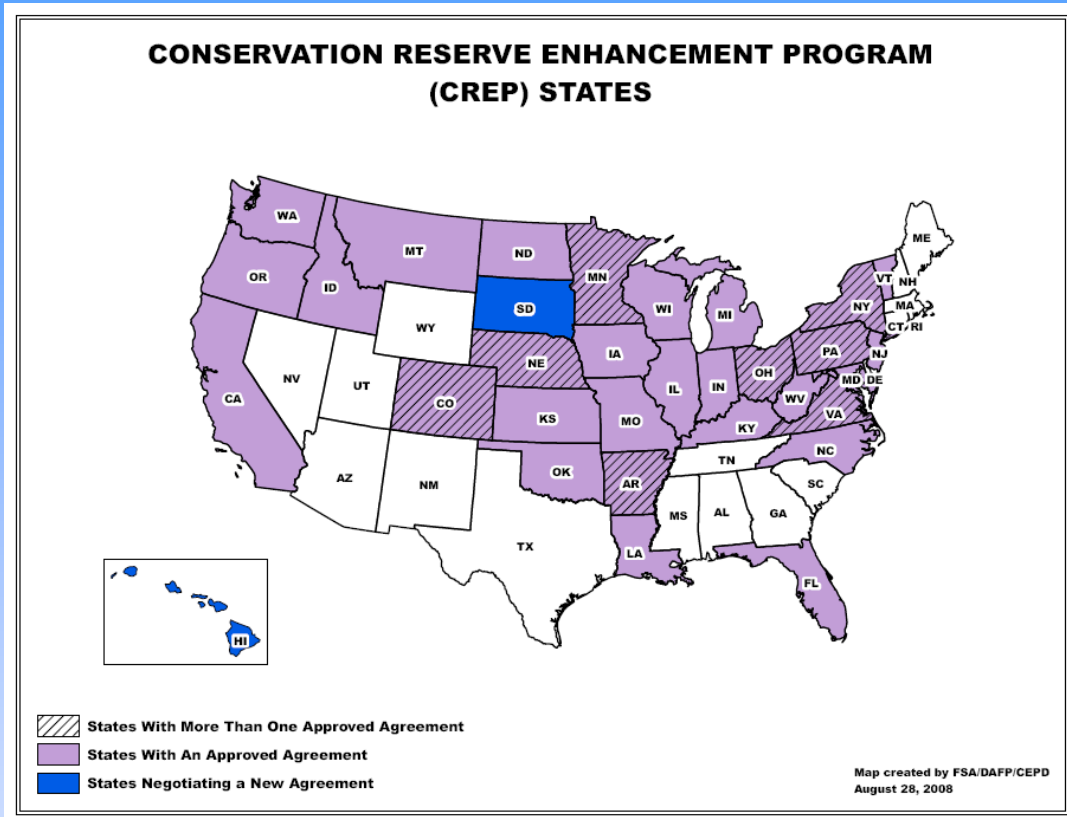 CONSERVATION RESERVE ENHANCEMENT PROGRAM
(CREP) STATES
WA
MT
ND
MN
ME
OR
ID
SD
WI
MI
VT
NH
NY
MA
CT
RI
WY
NE
IA
PA
NJ
NV
UT
CO
KS
MO
IL
IN
OH
WV
MD
DE
VA
CA
KY
NC
AZ
NM
OK
AR
TN
SC
MS
AL
GA
TX
LA
FL
HI
States With More Than One Approved Agreement
States With An Approved Agreement
States Negotiating a New Agreement
Map created by FSA/DAFP/CEPD
August 28, 2008